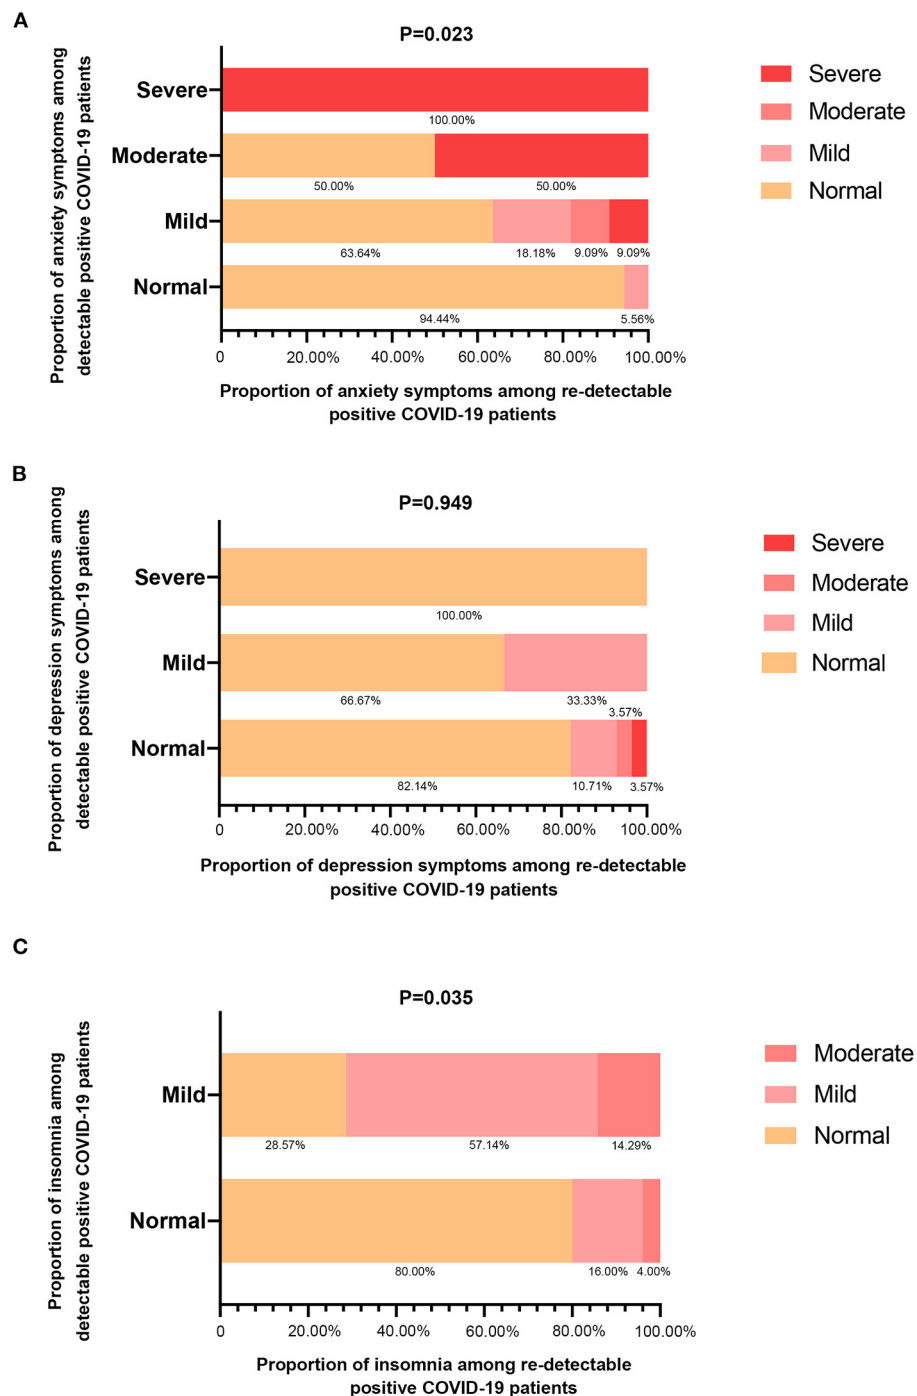 A
P=0.023
Proportion of anxiety symptoms among
detectable positive COVID-19 patients
Severe
100.00%
Moderate
50.00% 50.00%
Mild
63.64% 18.18% 9.09% 9.09%
Normal
94.44% 5.56%
0 20.00% 40.00% 60.00% 80.00% 100.00%
Proportion of anxiety symptoms among re-detectable
positive COVID-19 patients
Severe
Moderate
Mild
Normal
B
P=0.949
Proportion of depression symptoms among
detectable positive COVID-19 patients
Severe
100.00%
Mild
66.67% 33.33%
3.57%
Normal
82.14% 10.71% 3.57%
0 20.00% 40.00% 60.00% 80.00% 100.00%
Proportion of depression symptoms among re-detectable
positive COVID-19 patients
Severe
Moderate
Mild
Normal
C
P=0.035
Proportion of insomnia among
detectable positive COVID-19 patients
Mild
28.57% 57.14% 14.29%
Normal
80.00% 16.00% 4.00%
0 20.00% 40.00% 60.00% 80.00% 100.00%
Proportion of insomnia among re-detectable
positive COVID-19 patients
Moderate
Mild
Normal